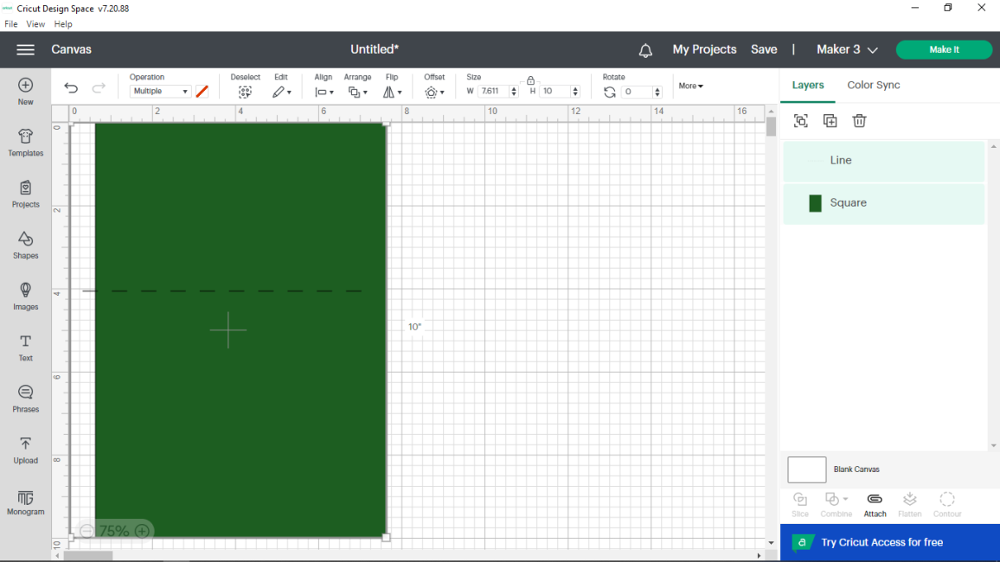 Cricut Design Space v7.20.88
File View Help
Canvas
Untitled*
My Projects Save | Maker 3 Make It
New
Templates
Projects
Shapes
Images
Text
Phrases
Upload
Monogram
Operation
Multiple
Deselect Edit
Align Arrange Flip
Offset
Size
W 7.611 H 10
Rotate
0
More
0 2 4 6 8 10 12 14 16
0
2
4
6
8
10
10"
75%
Layers Color Sync
Line
Square
Blank Canvas
Slice Combine Attach Flatten Contour
a Try Cricut Access for free